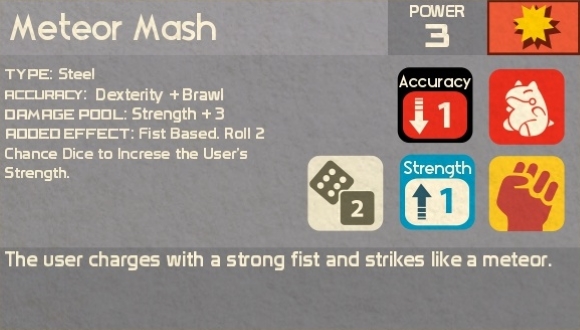 Meteor Mash
POWER
3
TYPE: Steel
ACCURACY: Dexterity + Brawl
DAMAGE POOL: Strength + 3
ADDED EFFECT: Fist Based. Roll 2
Chance Dice to Increse the User's
Strength.
Accuracy
1
2
Strength
1
The user charges with a strong fist and strikes like a meteor.